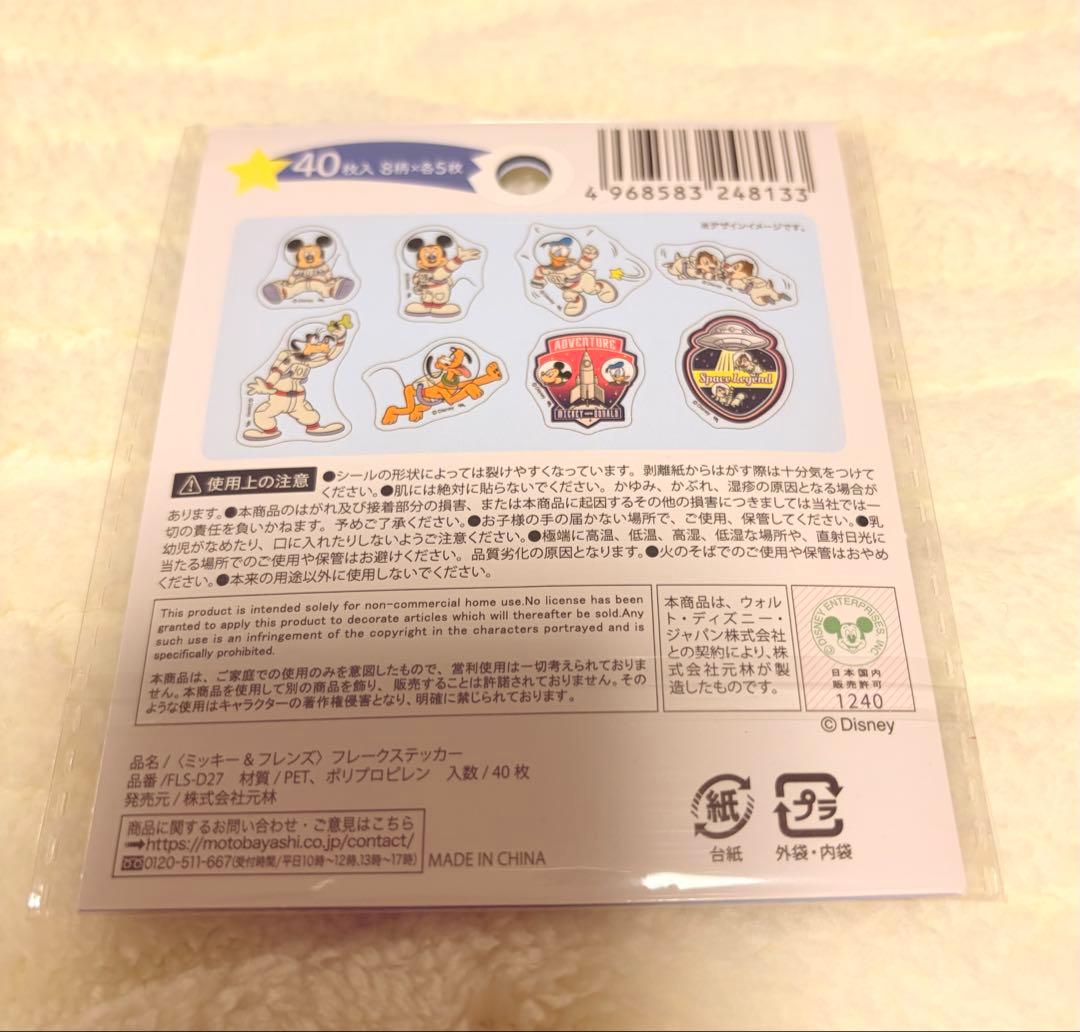 40枚入 8柄×各5枚
4 968583 248133
※デザインイメージです。
©Disney
©Disney
©Disney
©Disney
ADVENTURE
MICKEY AND DONALD
Space Legend
使用上の注意 ●シールの形状によっては裂けやすくなっています。剥離紙からはがす際は十分気をつけて
ください。●肌には絶対に貼らないでください。かゆみ、かぶれ、湿疹の原因となる場合が
あります。●本商品のはがれ及び接着部分の損害、または本商品に起因するその他の損害につきましては当社では一
切の責任を負いかねます。予めご了承ください。●お子様の手の届かない場所で、ご使用、保管してください。●乳
幼児がなめたり、口に入れたりしないようご注意ください。●極端に高温、低温、高湿、低湿な場所や、直射日光に
当たる場所でのご使用や保管はお避けください。品質劣化の原因となります。●火のそばでのご使用や保管はおやめ
ください。●本来の用途以外に使用しないでください。
This product is intended solely for non-commercial home use.No license has been
granted to apply this product to decorate articles which will thereafter be sold.Any
such use is an infringement of the copyright in the characters portrayed and is
specifically prohibited.
本商品は、ご家庭での使用のみを意図したもので、営利使用は一切考えられておりま
せん。本商品を使用して別の商品を飾り、販売することは許諾されておりません。その
ような使用はキャラクターの著作権侵害となり、明確に禁じられております。
本商品は、ウォル
ト・ディズニー・
ジャパン株式会社
との契約により、株
式会社元林が製
造したものです。
©DISNEY ENTERPRISES, INC.
日本国内
販売許可
1240
©Disney
品名/〈ミッキー&フレンズ〉フレークステッカー
品番/FLS-D27 材質/PET、ポリプロピレン 入数/40枚
発売元/株式会社元林
商品に関するお問い合わせ・ご意見はこちら
➡https://motobayashi.co.jp/contact/
0120-511-667(受付時間/平日10時〜12時、13時〜17時)
MADE IN CHINA
紙
台紙
プラ
外袋・内袋